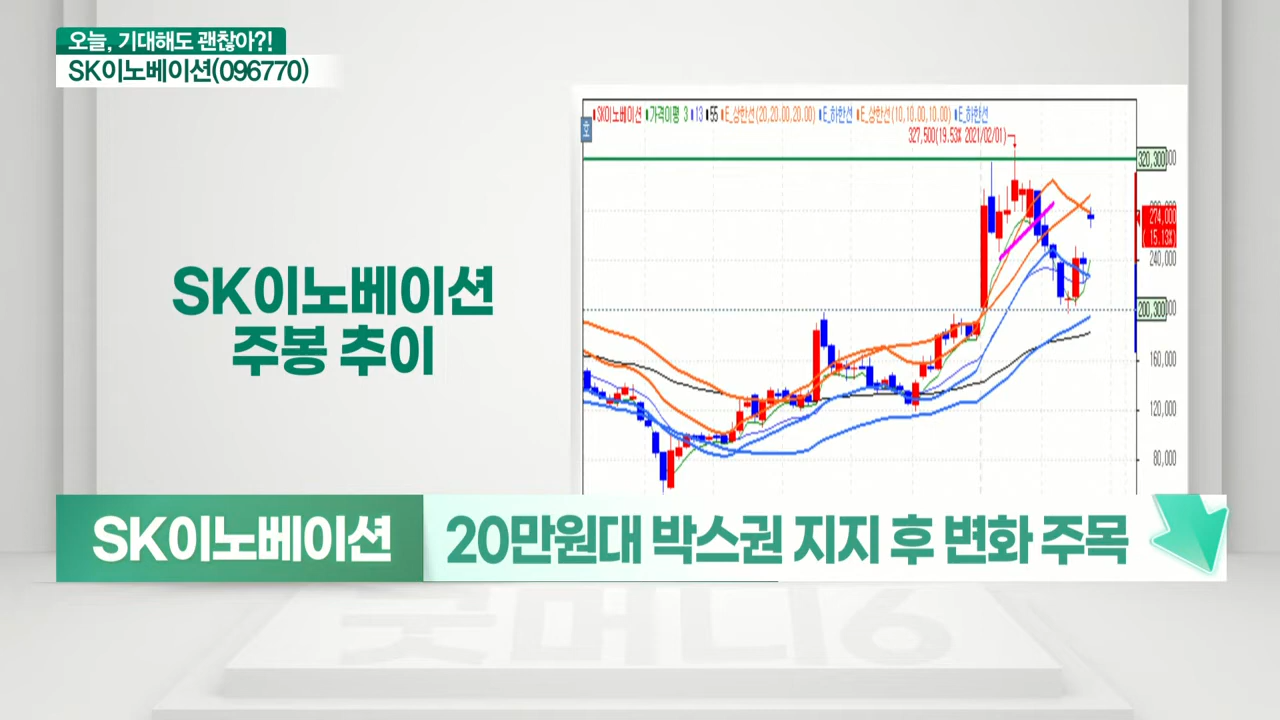 오늘, 기대해도 괜찮아?!
SK이노베이션(096770)
SK이노베이션 가격이평 3 13 55 E_상한선(20,20.00,20.00) E_하한선 E_상한선(10,10.00,10.00) E_하한선
327,500(19.53% 2021/02/01)
320,300
274,000
( 15.13%)
240,000
200,300
160,000
120,000
80,000
SK이노베이션
주봉 추이
SK이노베이션
20만원대 박스권 지지 후 변화 주목
굿머니6